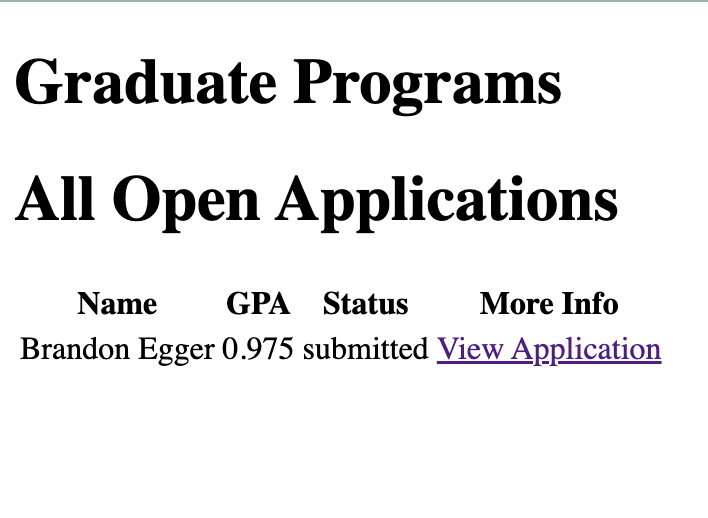 Graduate Programs
All Open Applications
Name GPA Status More Info
Brandon Egger 0.975 submitted View Application